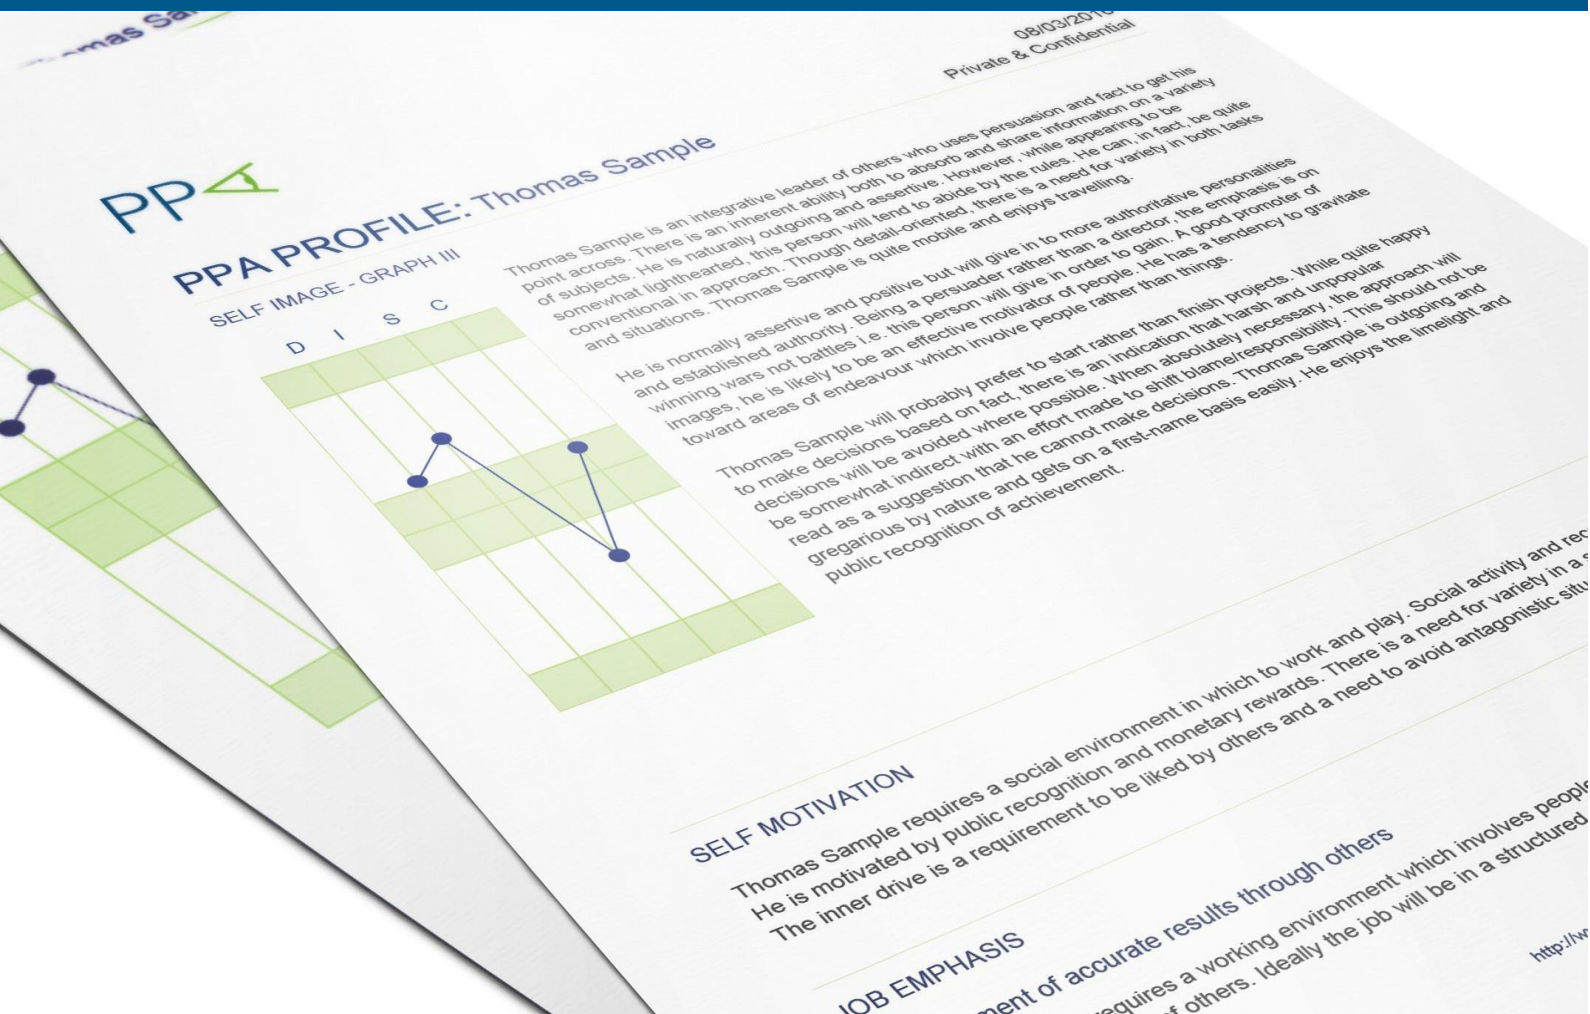 Thomas
08/03/2016
Private & Confidential
PPA
PPA PROFILE: Thomas Sample
SELF IMAGE - GRAPH III
D I S C
Thomas Sample is an integrative leader of others who uses persuasion and fact to get his
point across. There is an inherent ability both to absorb and share information on a variety
of subjects. He is naturally outgoing and assertive. However, while appearing to be
somewhat lighthearted, this person will tend to abide by the rules. He can, in fact, be quite
conventional in approach. Though detail-oriented, there is a need for variety in both tasks
and situations. Thomas Sample is quite mobile and enjoys travelling.
He is normally assertive and positive but will give in to more authoritative personalities
and established authority. Being a persuader rather than a director, the emphasis is on
winning wars not battles i.e. this person will give in order to gain. A good promoter of
images, he is likely to be an effective motivator of people. He has a tendency to gravitate
toward areas of endeavour which involve people rather than things.
Thomas Sample will probably prefer to start rather than finish projects. While quite happy
to make decisions based on fact, there is an indication that harsh and unpopular
decisions will be avoided where possible. When absolutely necessary, the approach will
be somewhat indirect with an effort made to shift blame/responsibility. This should not be
read as a suggestion that he cannot make decisions. Thomas Sample is outgoing and
gregarious by nature and gets on a first-name basis easily. He enjoys the limelight and
public recognition of achievement.
SELF MOTIVATION
Thomas Sample requires a social environment in which to work and play. Social activity and rec
He is motivated by public recognition and monetary rewards. There is a need for variety in a s
The inner drive is a requirement to be liked by others and a need to avoid antagonistic situ
JOB EMPHASIS
ment of accurate results through others
equires a working environment which involves people
of others. Ideally the job will be in a structured,
http://w